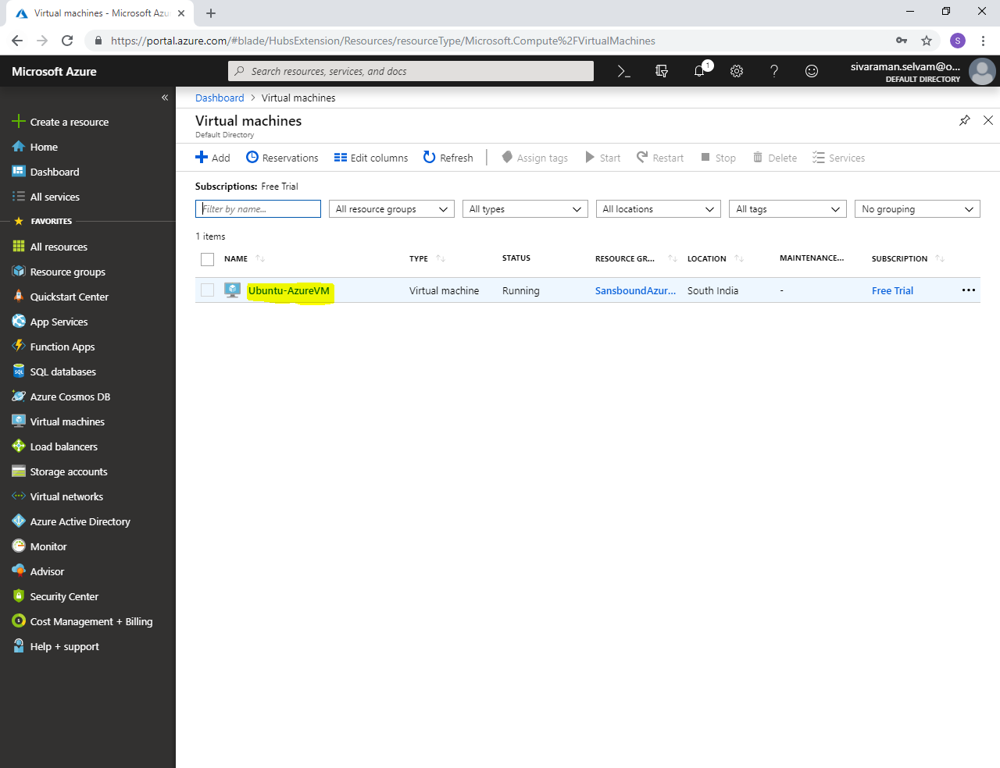 Virtual machines - Microsoft Azu
https://portal.azure.com/#blade/HubsExtension/Resources/resourceType/Microsoft.Compute%2FVirtualMachines
S
Microsoft Azure
Search resources, services, and docs
1
sivaraman.selvam@o...
DEFAULT DIRECTORY
Dashboard > Virtual machines
Virtual machines
Default Directory
Add Reservations Edit columns Refresh Assign tags Start Restart Stop Delete Services
Subscriptions: Free Trial
Filter by name...
All resource groups
All types
All locations
All tags
No grouping
1 items
NAME TYPE STATUS RESOURCE GR... LOCATION MAINTENANCE... SUBSCRIPTION
Ubuntu-AzureVM Virtual machine Running SansboundAzur... South India - Free Trial
Create a resource
Home
Dashboard
All services
FAVORITES
All resources
Resource groups
Quickstart Center
App Services
Function Apps
SQL databases
Azure Cosmos DB
Virtual machines
Load balancers
Storage accounts
Virtual networks
Azure Active Directory
Monitor
Advisor
Security Center
Cost Management + Billing
Help + support